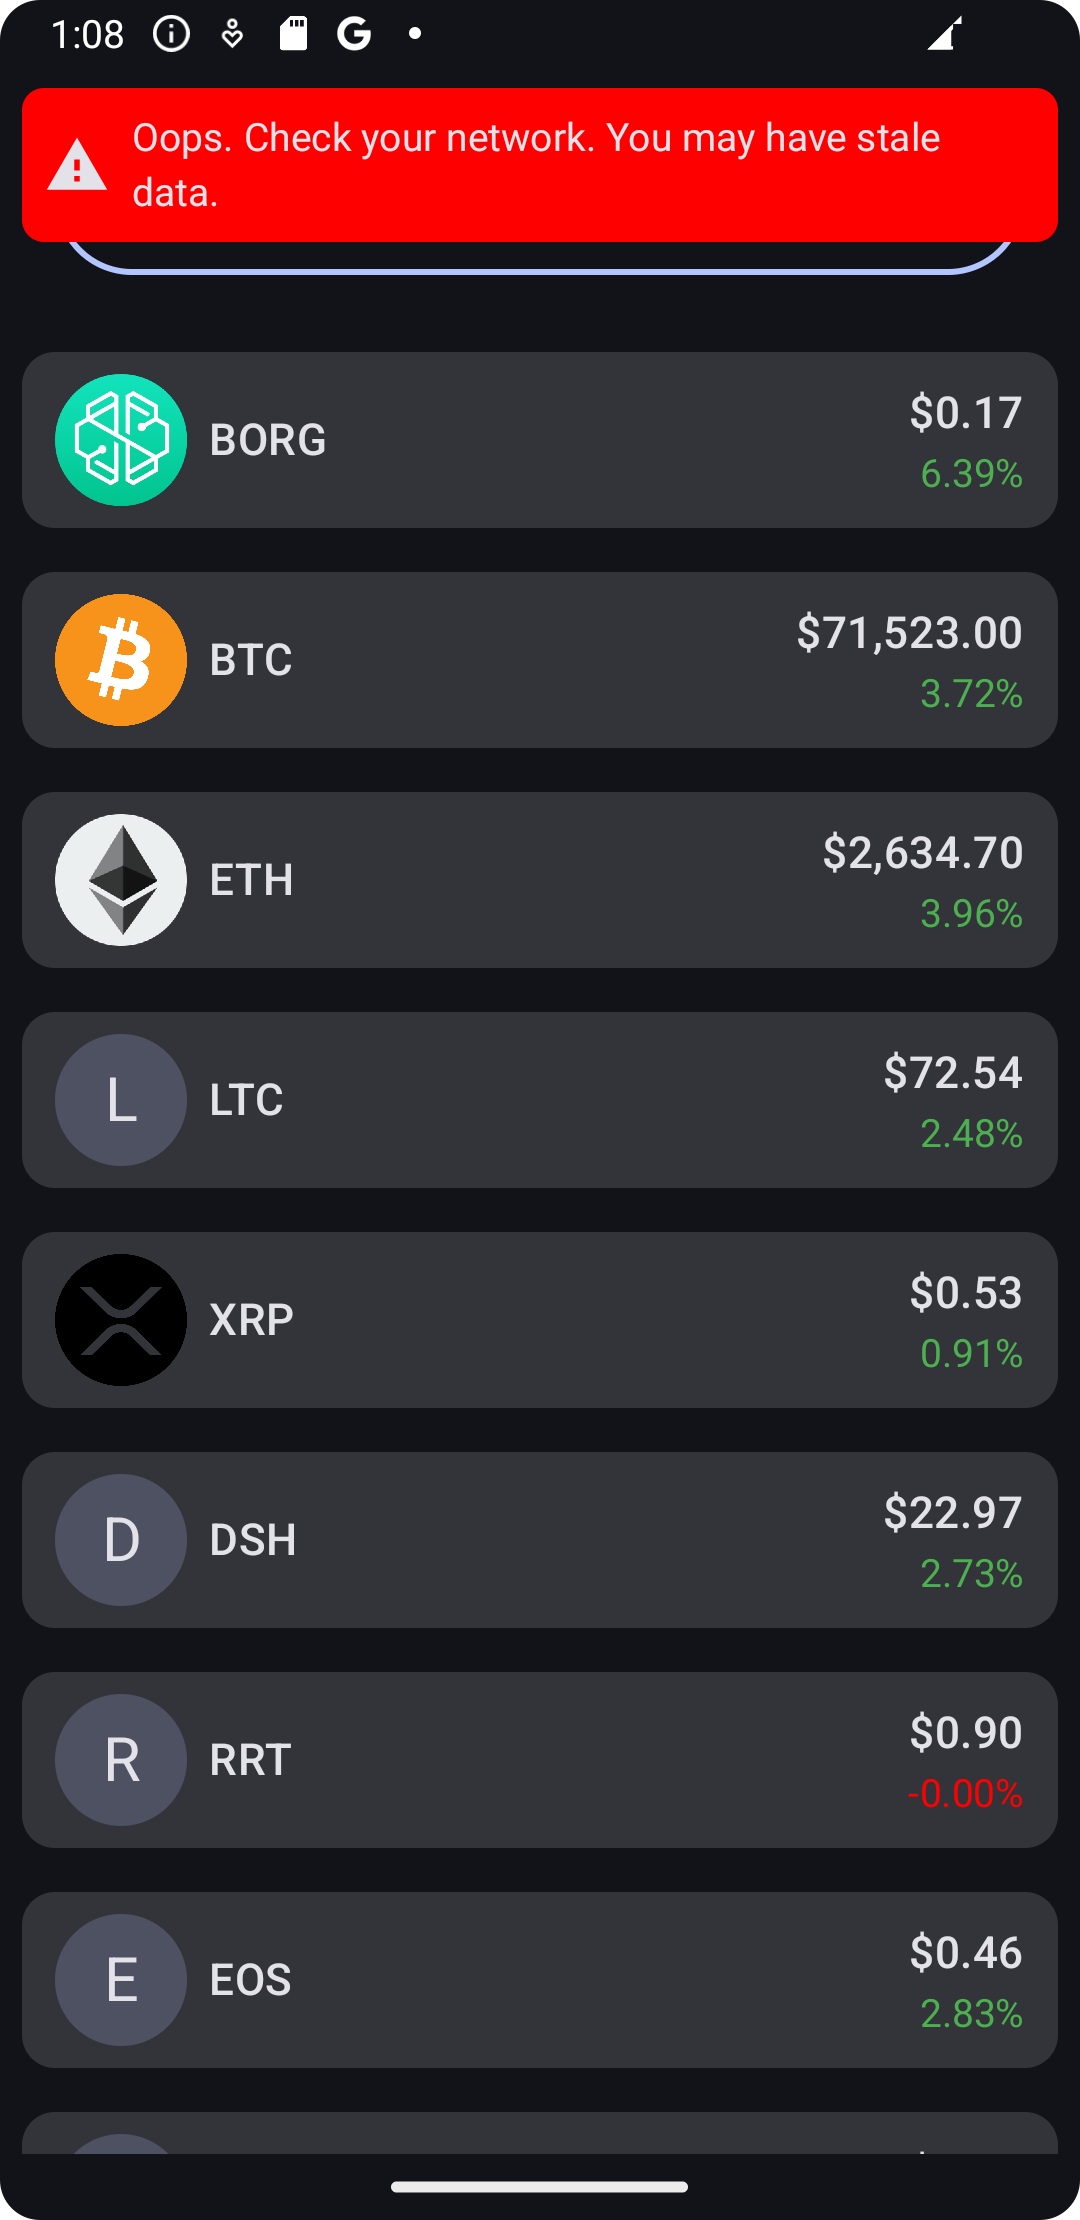 1:08
Oops. Check your network. You may have stale
data.
BORG
$0.17
6.39%
BTC
$71,523.00
3.72%
ETH
$2,634.70
3.96%
L
LTC
$72.54
2.48%
XRP
$0.53
0.91%
D
DSH
$22.97
2.73%
R
RRT
$0.90
-0.00%
E
EOS
$0.46
2.83%